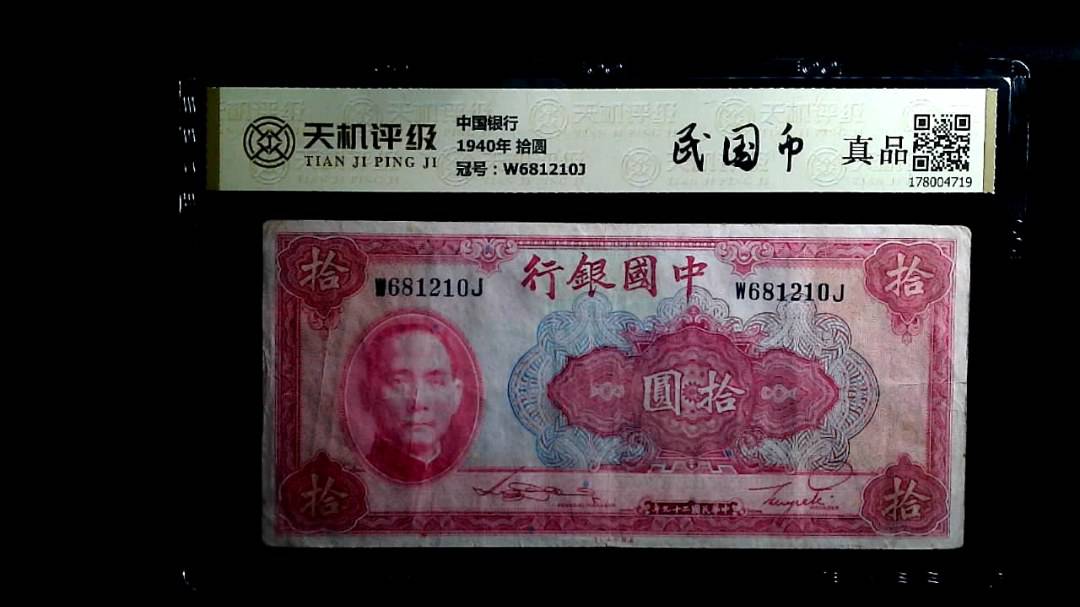 天机评级
TIAN JI PING JI
中国银行
1940年 拾圆
冠号：W681210J
民国币
真品
178004719
拾
行銀國中
拾
W681210J
W681210J
圓拾
拾
年九十二國民華中
拾